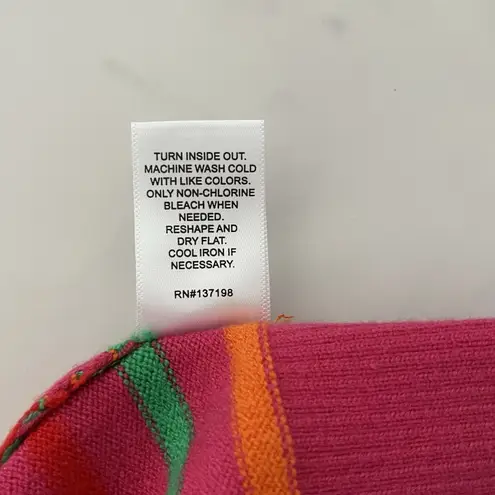 TURN INSIDE OUT.
MACHINE WASH COLD
WITH LIKE COLORS.
ONLY NON-CHLORINE
BLEACH WHEN
NEEDED.
RESHAPE AND
DRY FLAT.
COOL IRON IF
NECESSARY.
RN#137198